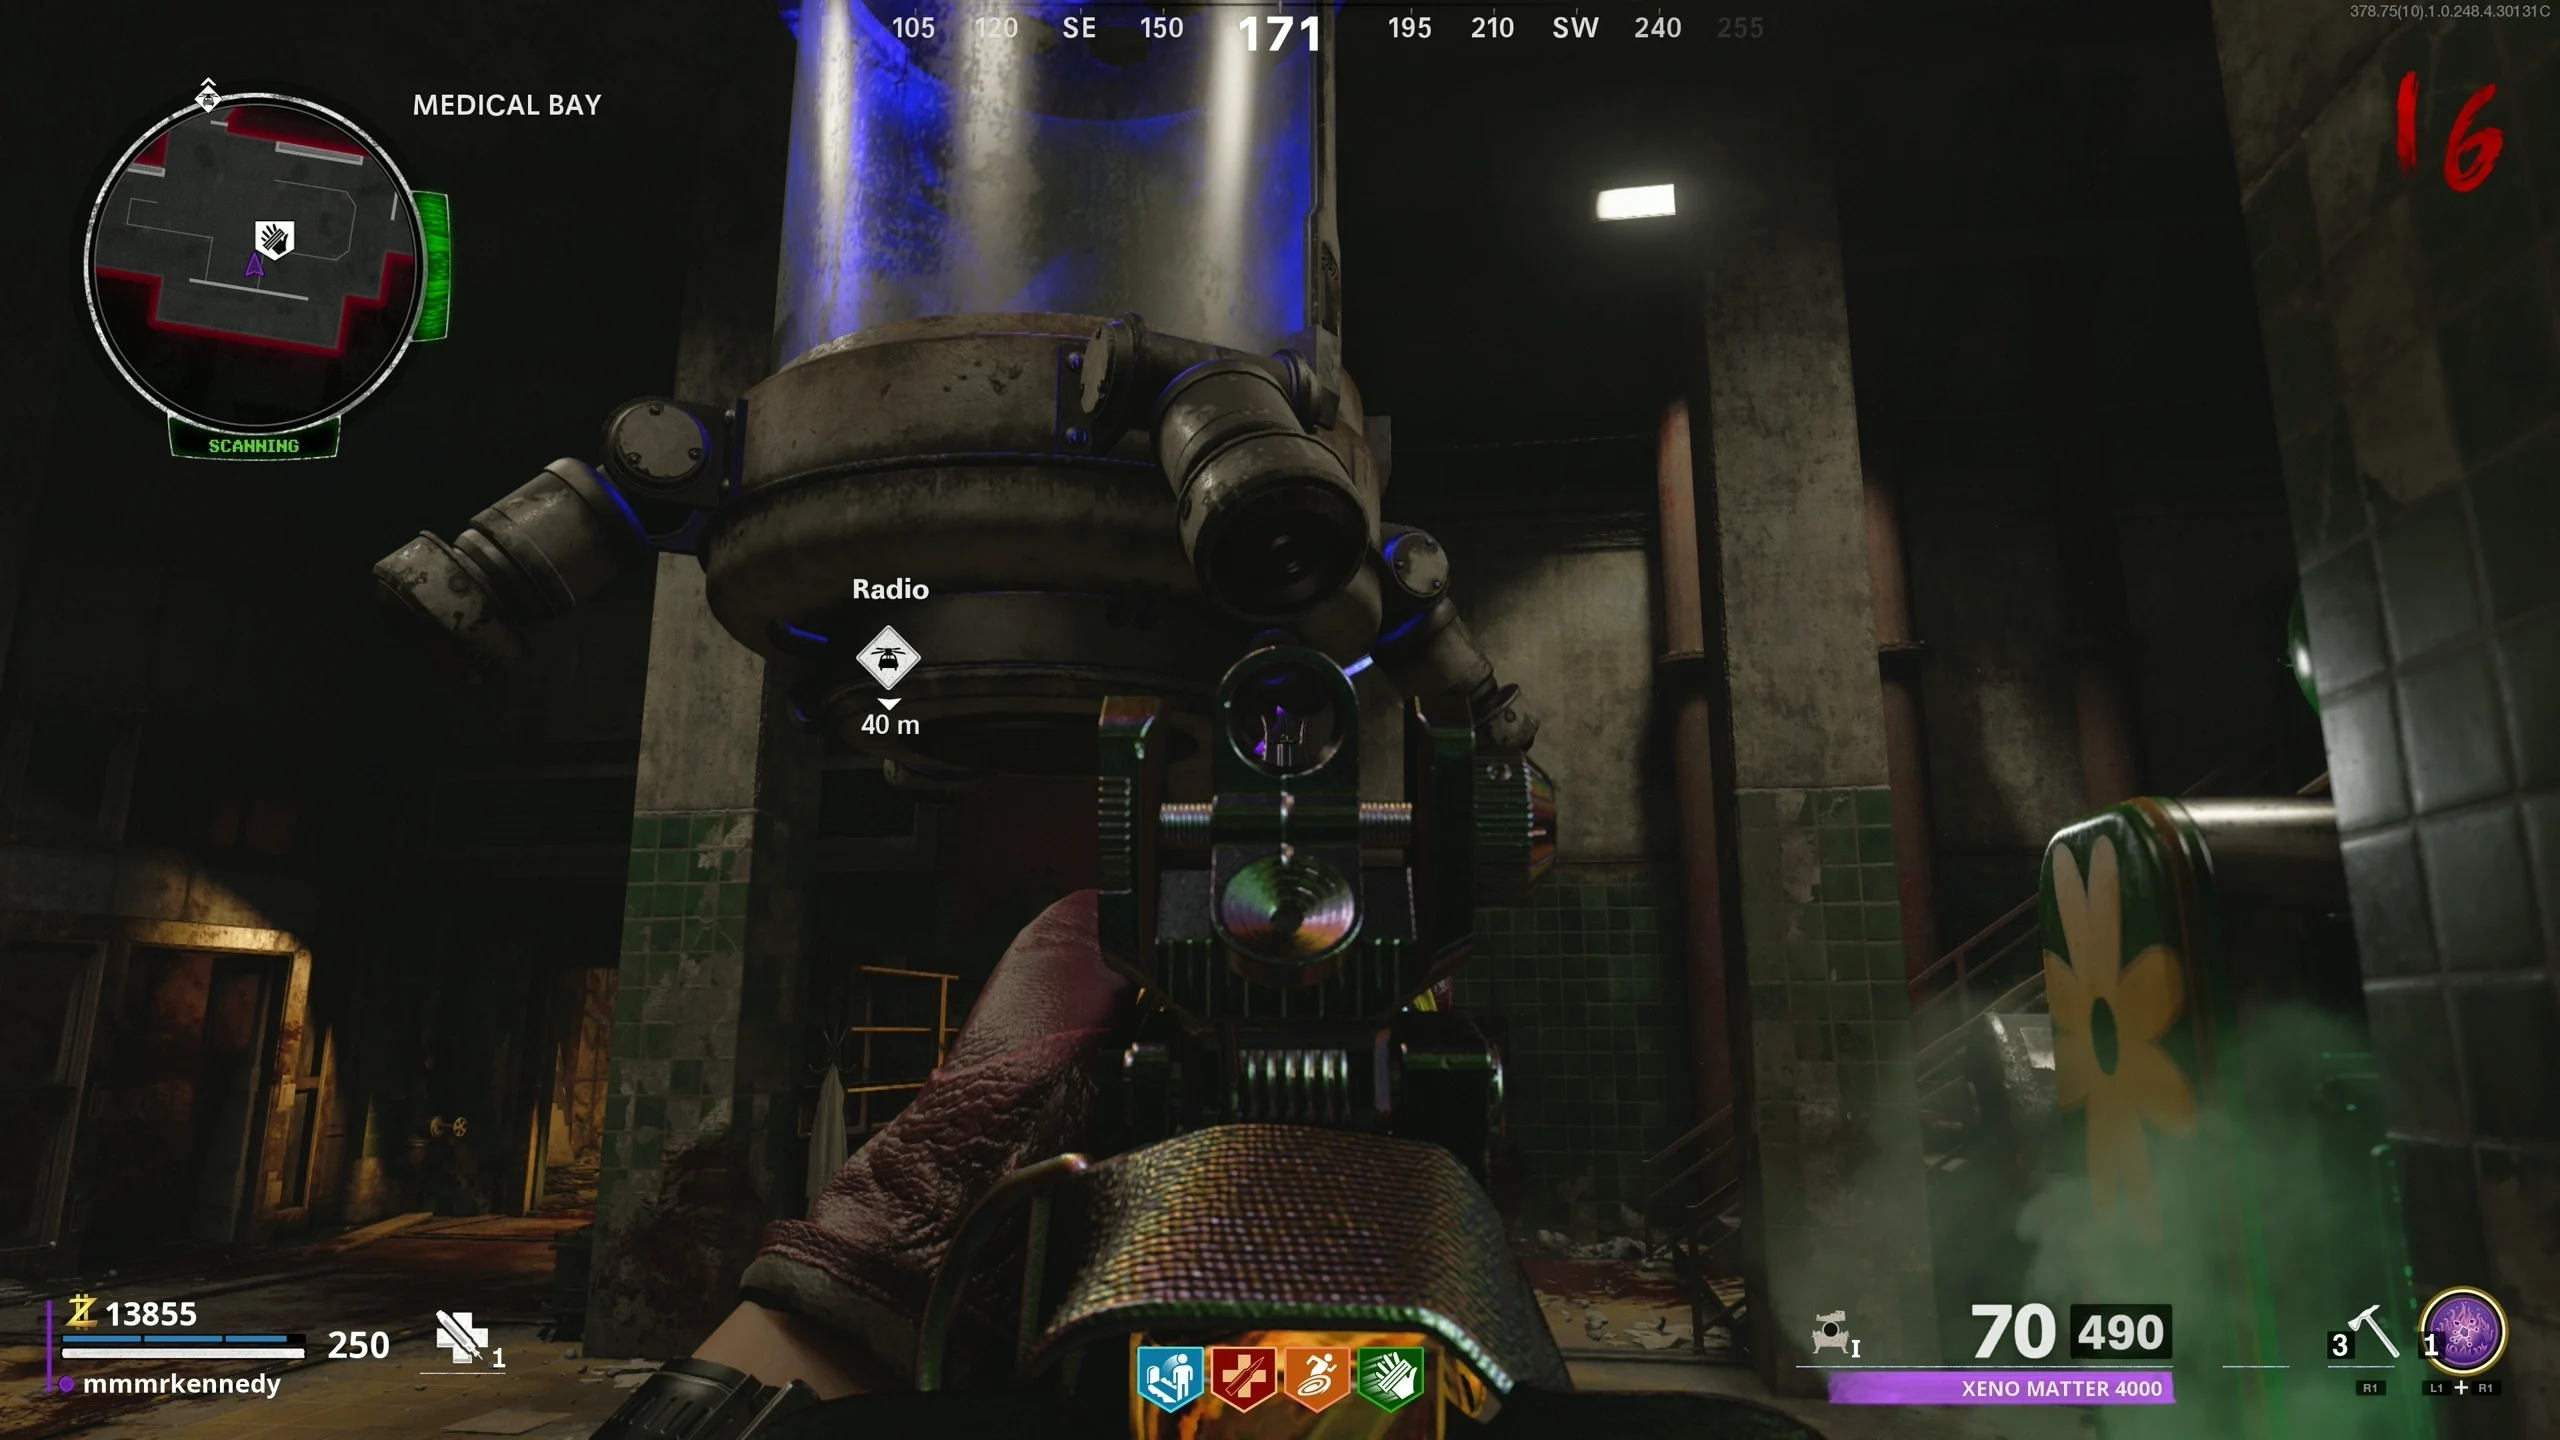 105 120 SE 150 171 195 210 SW 240 255
378.75(10).1.0.248.4.30131C
MEDICAL BAY
16
SCANNING
Radio
40 m
13855
250
1
mmmrkennedy
I
70 490
XENO MATTER 4000
3
1
R1
L1 + R1